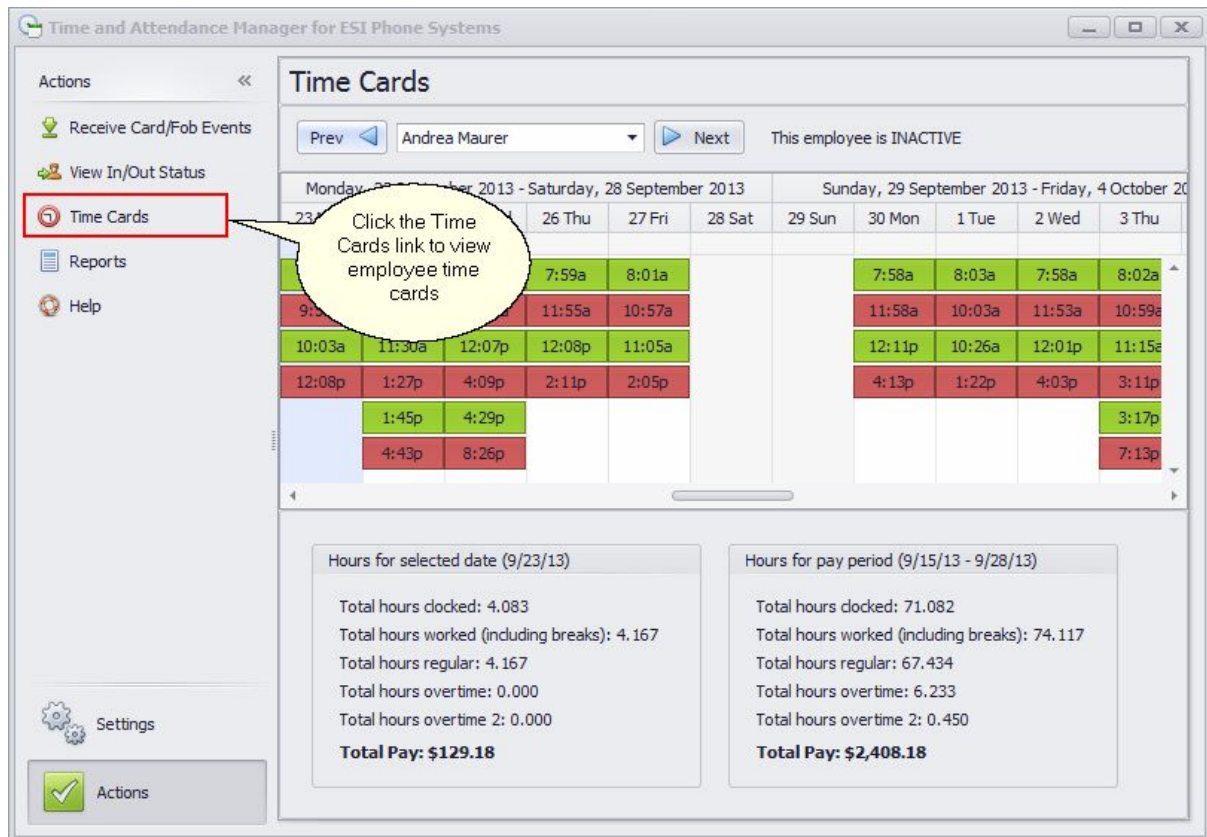 Time and Attendance Manager for ESI Phone Systems
Actions
Receive Card/Fob Events
View In/Out Status
Time Cards
Reports
Help
Settings
Actions
Time Cards
Prev Andrea Maurer Next This employee is INACTIVE
Monday, 2013 - Saturday, 28 September 2013 Sunday, 29 September 2013 - Friday, 4 October 20
23 26 Thu 27 Fri 28 Sat 29 Sun 30 Mon 1 Tue 2 Wed 3 Thu
Click the Time
Cards link to view
employee time
cards
7:59a 8:01a 7:58a 8:03a 7:58a 8:02a
11:55a 10:57a 11:58a 10:03a 11:53a 10:59a
10:03a 11:30a 12:07p 12:08p 11:05a 12:11p 10:26a 12:01p 11:15a
12:08p 1:27p 4:09p 2:11p 2:05p 4:13p 1:22p 4:03p 3:11p
1:45p 4:29p 3:17p
4:43p 8:26p 7:13p
Hours for selected date (9/23/13)
Total hours clocked: 4.083
Total hours worked (including breaks): 4.167
Total hours regular: 4.167
Total hours overtime: 0.000
Total hours overtime 2: 0.000
Total Pay: $129.18
Hours for pay period (9/15/13 - 9/28/13)
Total hours clocked: 71.082
Total hours worked (including breaks): 74.117
Total hours regular: 67.434
Total hours overtime: 6.233
Total hours overtime 2: 0.450
Total Pay: $2,408.18